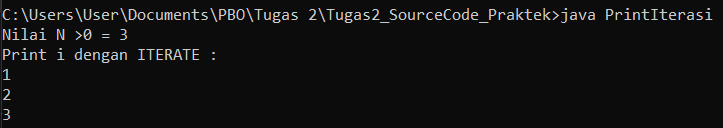 C:\Users\User\Documents\PBO\Tugas 2\Tugas2_SourceCode_Praktek>java PrintIterasi
Nilai N >0 = 3
Print i dengan ITERATE :
1
2
3